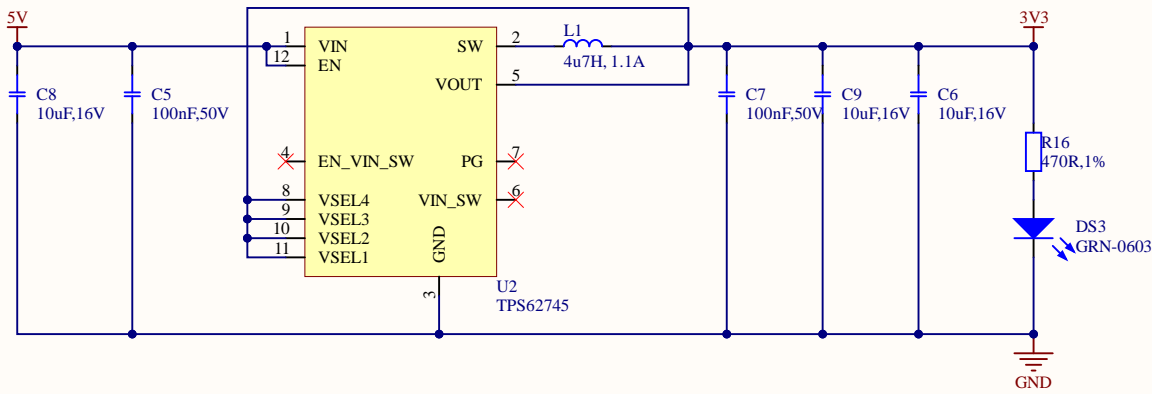 5V
3V3
1
VIN
SW
2
L1
12
EN
4u7H, 1.1A
VOUT
5
C8
10uF,16V
C5
100nF,50V
C7
100nF,50V
C9
10uF,16V
C6
10uF,16V
4
EN_VIN_SW
PG
7
R16
470R,1%
8
VSEL4
VIN_SW
6
9
VSEL3
10
VSEL2
11
VSEL1
GND
3
U2
TPS62745
DS3
GRN-0603
GND